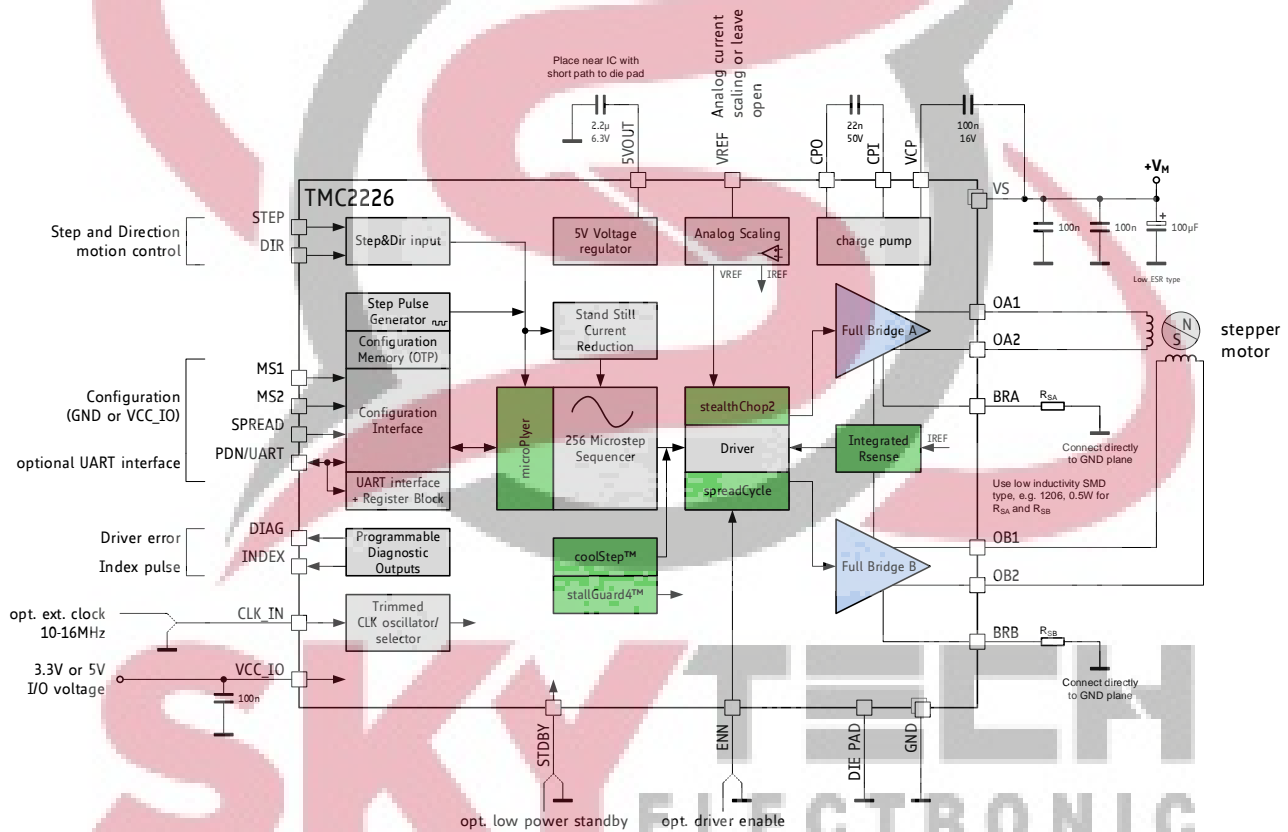 Place near IC with
short path to die pad
2.2µ
6.3V
5VOUT
VREF
Analog current
scaling or leave
open
CPO
22n
50V
CPI
VCP
100n
16V
+VM
VS
100n
100n
+
100µF
Low ESR type
TMC2226
Step and Direction
motion control
STEP
DIR
Step&Dir input
5V Voltage
regulator
Analog Scaling
VREF
IREF
charge pump
Step Pulse
Generator
Configuration
Memory (OTP)
Configuration
Interface
UART interface
+ Register Block
Stand Still
Current
Reduction
Full Bridge A
OA1
OA2
N
S
stepper
motor
Configuration
(GND or VCC_IO)
optional UART interface
MS1
MS2
SPREAD
PDN/UART
microPlyer
256 Microstep
Sequencer
stealthChop2
Driver
spreadCycle
Integrated
Rsense
IREF
BRA
RSA
Connect directly
to GND plane
Use low inductivity SMD
type, e.g. 1206, 0.5W for
RSA and RSB
Driver error
Index pulse
DIAG
INDEX
Programmable
Diagnostic
Outputs
coolStep™
stallGuard4™
Full Bridge B
OB1
OB2
opt. ext. clock
10-16MHz
CLK_IN
Trimmed
CLK oscillator/
selector
BRB
RSB
Connect directly
to GND plane
3.3V or 5V
I/O voltage
VCC_IO
100n
STDBY
ENN
DIE PAD
GND
opt. low power standby
opt. driver enable
SKYTECH
ELECTRONIC